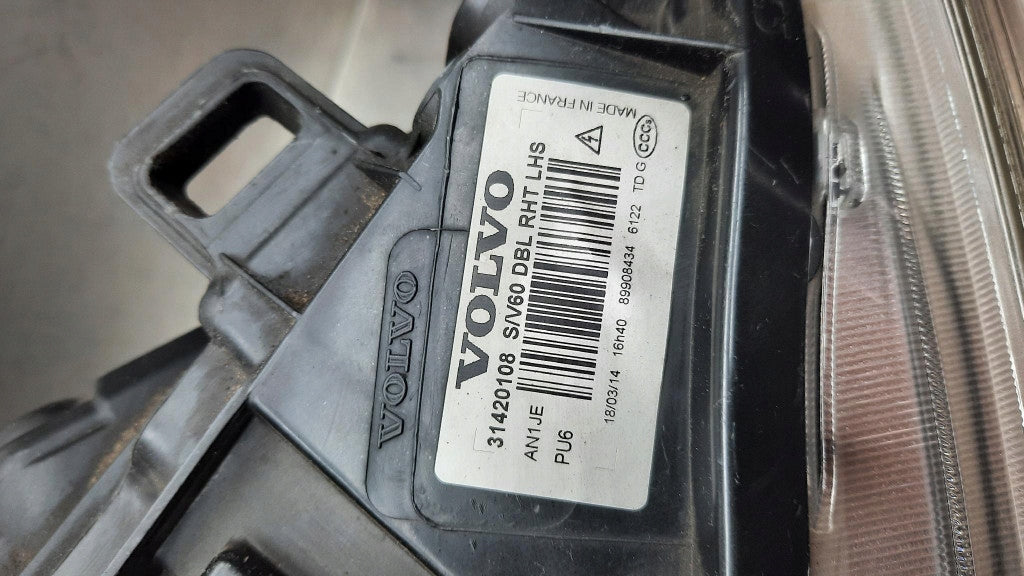 VOLVO
VOLVO
31420108 S/V60 DBL RHT LHS
AN1JE
PU6
18/03/14 16h40 89908434 6122 TD G
CCC
MADE IN FRANCE